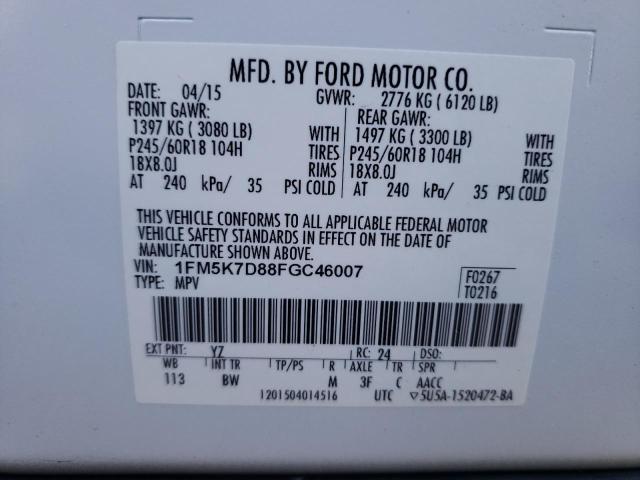 MFD. BY FORD MOTOR CO.
DATE: 04/15 GVWR: 2776 KG ( 6120 LB)
FRONT GAWR: REAR GAWR:
1397 KG ( 3080 LB) WITH 1497 KG ( 3300 LB) WITH
P245/60R18 104H TIRES P245/60R18 104H TIRES
18X8.0J RIMS 18X8.0J RIMS
AT 240 kPa/ 35 PSI COLD AT 240 kPa/ 35 PSI COLD
THIS VEHICLE CONFORMS TO ALL APPLICABLE FEDERAL MOTOR
VEHICLE SAFETY STANDARDS IN EFFECT ON THE DATE OF
MANUFACTURE SHOWN ABOVE.
VIN: 1FM5K7D88FGC46007 F0267
TYPE: MPV T0216
EXT PNT: YZ RC: 24 DSO:
WB INT TR TP/PS R AXLE TR SPR
113 BW M 3F C AACC
1201504014516 UTC ▽5U5A-1520472-BA